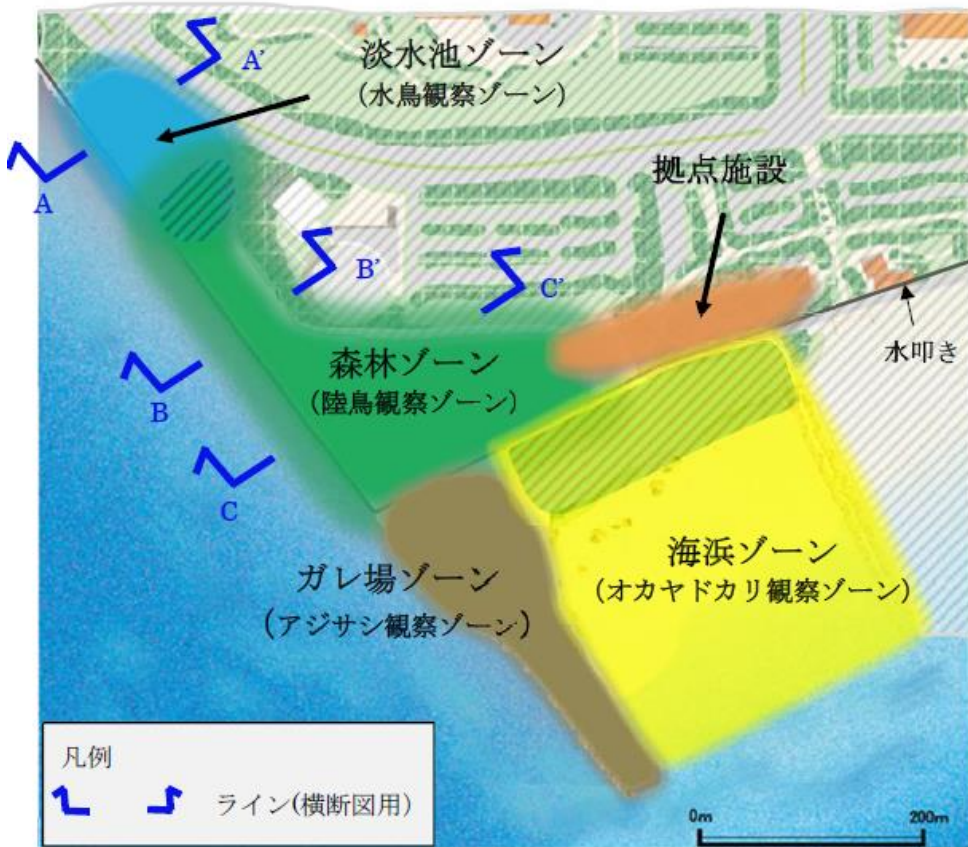 A'
淡水池ゾーン
(水鳥観察ゾーン)
A
拠点施設
B'
C'
水叩き
森林ゾーン
(陸鳥観察ゾーン)
B
C
海浜ゾーン
(オカヤドカリ観察ゾーン)
ガレ場ゾーン
(アジサシ観察ゾーン)
凡例
ライン(横断図用)
0m
200m